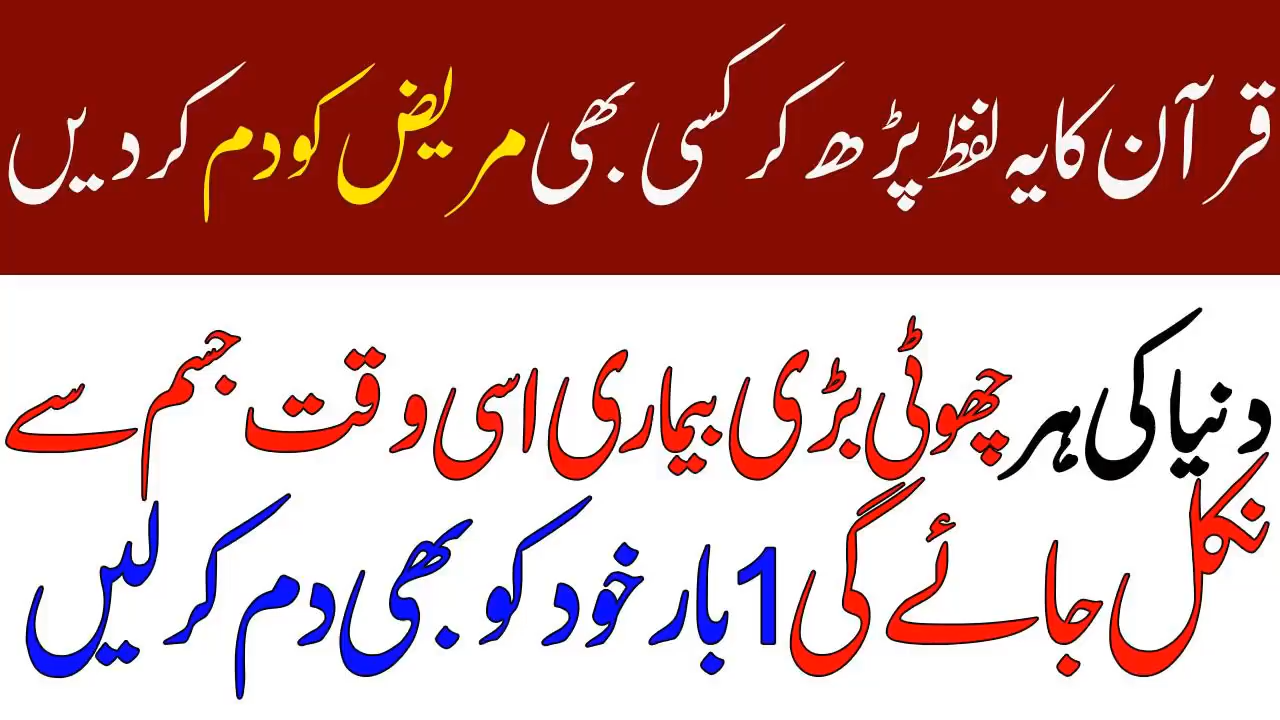 قرآن کا یہ لفظ پڑھ کر کسی بھی مریض کو دم کر دیں
دنیا کی ہر چھوٹی بڑی بیماری اسی وقت جسم سے
نکل جائے گی 1 بار خود کو بھی دم کر لیں